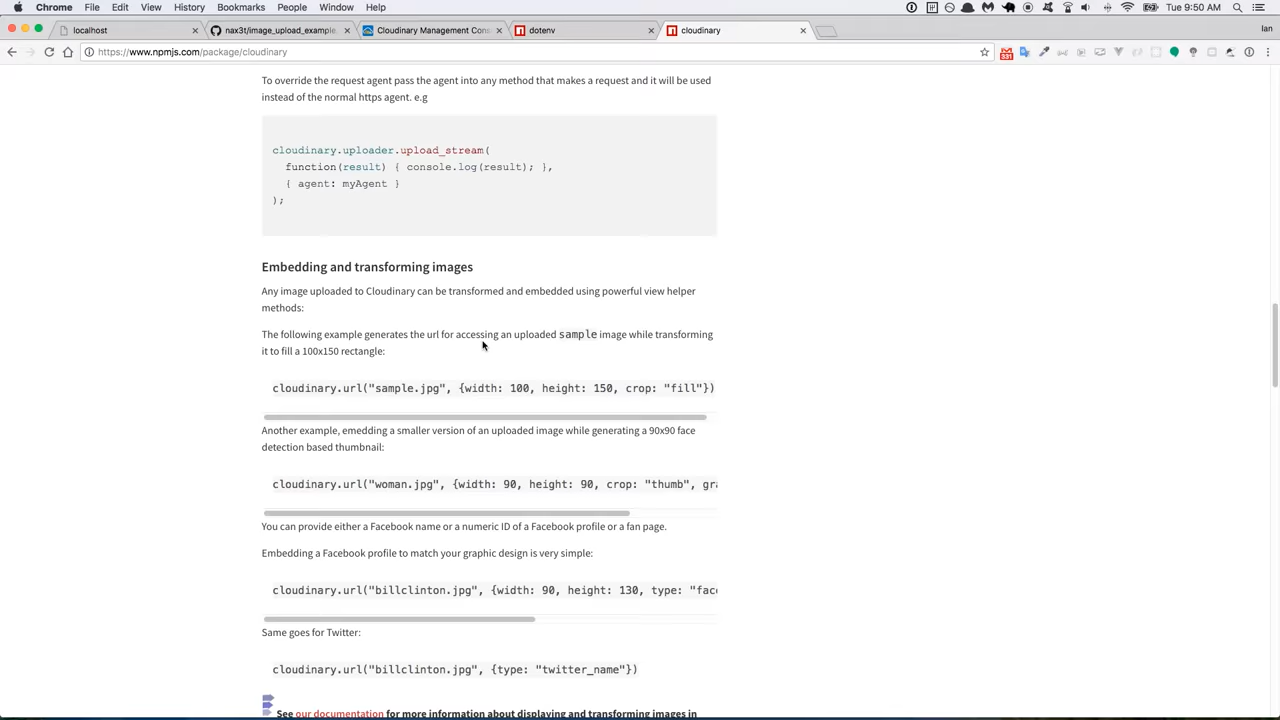 Chrome File Edit View History Bookmarks People Window Help Tue 9:50 AM
localhost nax3t/image_upload_example, Cloudinary Management Con dotenv cloudinary Ian
https://www.npmjs.com/package/cloudinary 331
To override the request agent pass the agent into any method that makes a request and it will be used
instead of the normal https agent. e.g
cloudinary.uploader.upload_stream(
function(result) { console.log(result); },
{ agent: myAgent }
);
Embedding and transforming images
Any image uploaded to Cloudinary can be transformed and embedded using powerful view helper
methods:
The following example generates the url for accessing an uploaded sample image while transforming
it to fill a 100x150 rectangle:
cloudinary.url("sample.jpg", {width: 100, height: 150, crop: "fill"})
Another example, emedding a smaller version of an uploaded image while generating a 90x90 face
detection based thumbnail:
cloudinary.url("woman.jpg", {width: 90, height: 90, crop: "thumb", gra
You can provide either a Facebook name or a numeric ID of a Facebook profile or a fan page.
Embedding a Facebook profile to match your graphic design is very simple:
cloudinary.url("billclinton.jpg", {width: 90, height: 130, type: "fac
Same goes for Twitter:
cloudinary.url("billclinton.jpg", {type: "twitter_name"})
See our documentation for more information about displaying and transforming images in